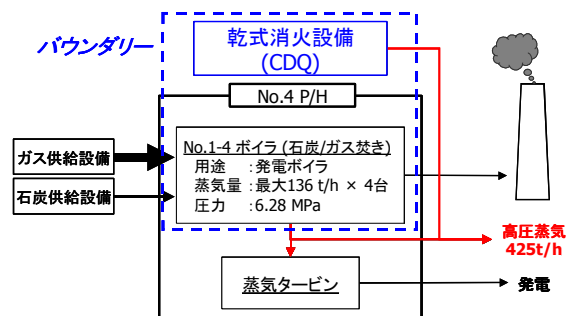 バウンダリー
乾式消火設備
(CDQ)
No.4 P/H
ガス供給設備
石炭供給設備
No.1-4 ボイラ (石炭/ガス焚き)
用途　：発電ボイラ
蒸気量：最大136 t/h × 4台
圧力　：6.28 MPa
高圧蒸気
425t/h
蒸気タービン
発電